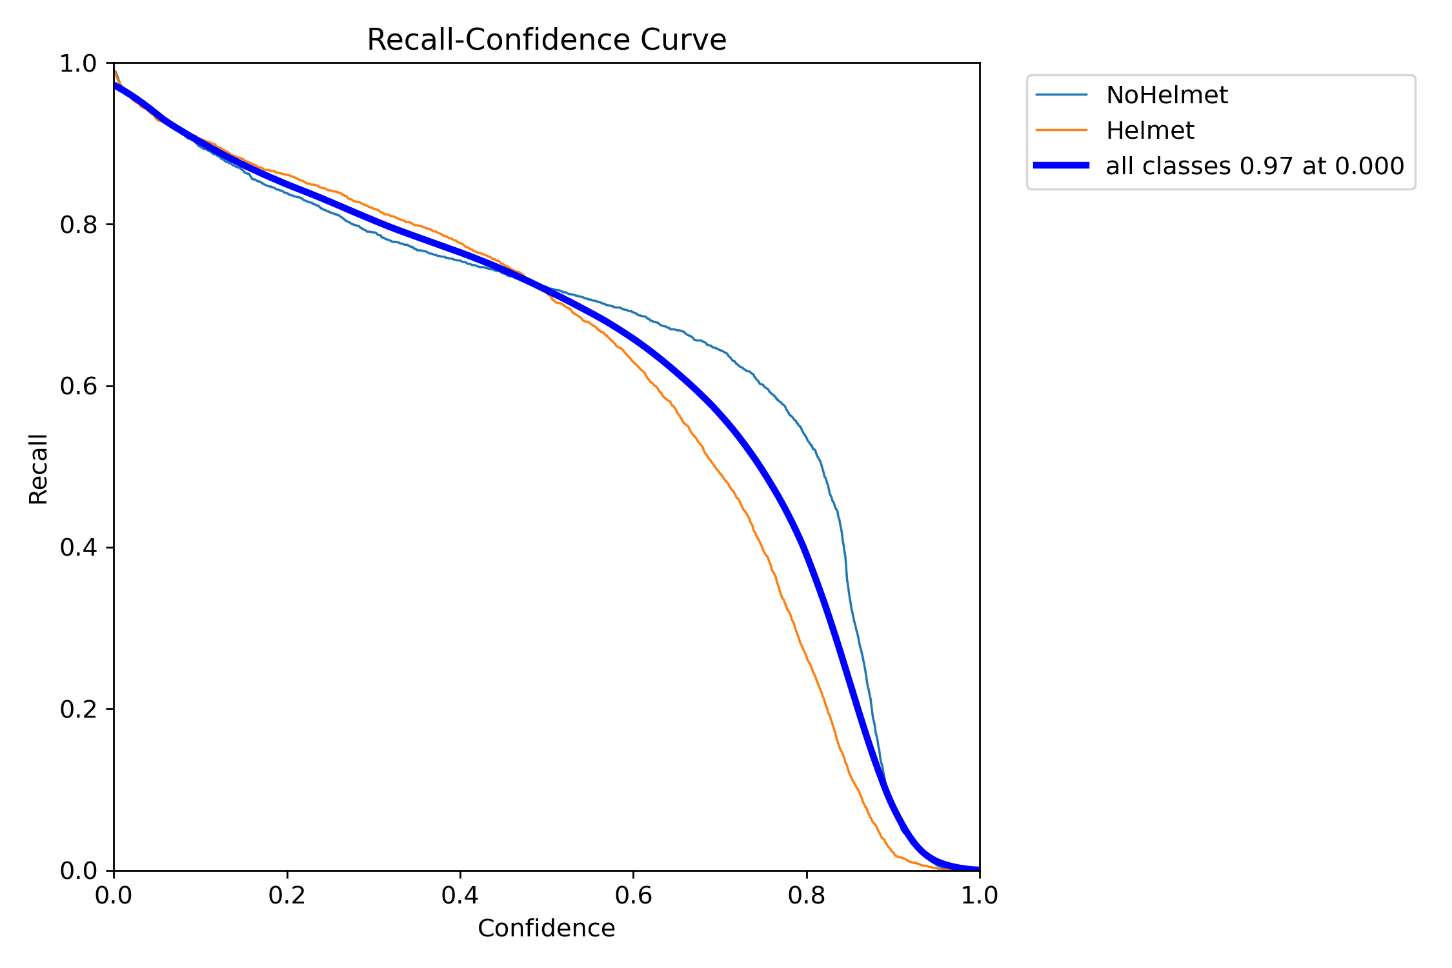 Recall-Confidence Curve
1.0
0.8
0.6
0.4
0.2
0.0
Recall
0.0 0.2 0.4 0.6 0.8 1.0
Confidence
NoHelmet
Helmet
all classes 0.97 at 0.000